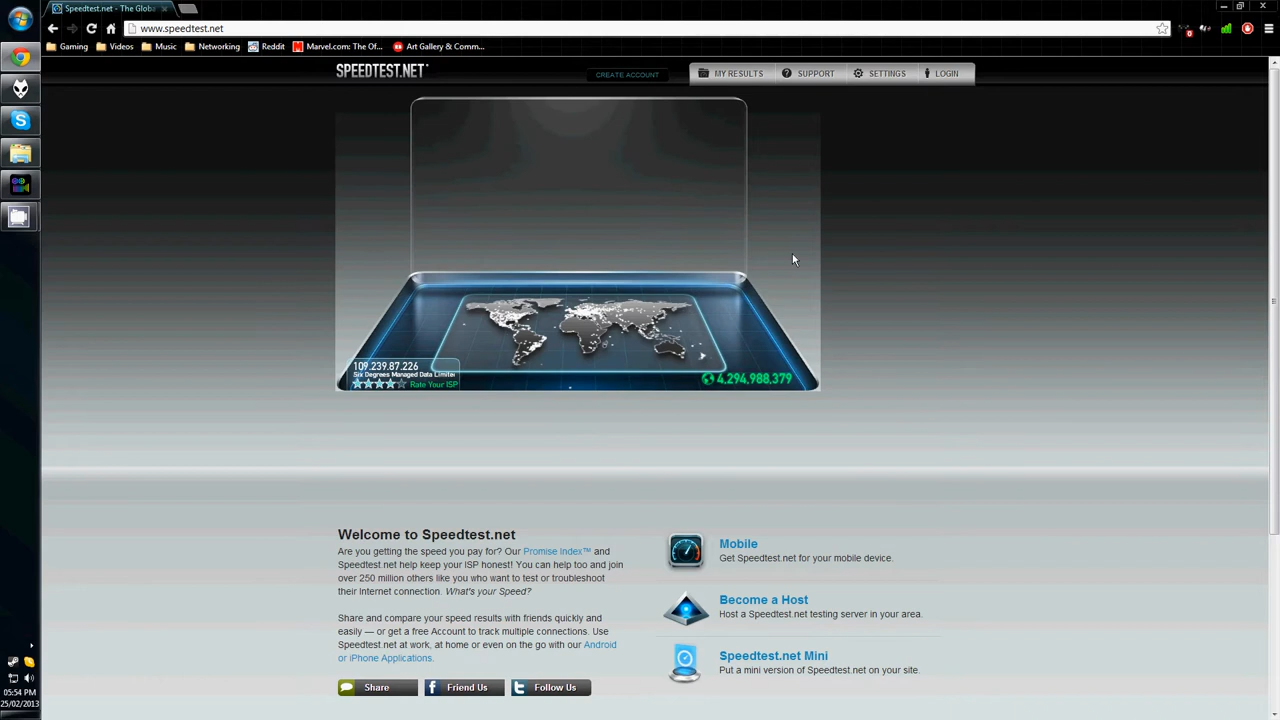 Speedtest.net - The Globa
www.speedtest.net
Gaming Videos Music Networking Reddit Marvel.com: The Of... Art Gallery & Comm...
SPEEDTEST.NET
CREATE ACCOUNT
MY RESULTS SUPPORT SETTINGS LOGIN
109.239.87.226
Six Degrees Managed Data Limited
Rate Your ISP
4,294,988,379
Welcome to Speedtest.net
Are you getting the speed you pay for? Our Promise Index™ and
Speedtest.net help keep your ISP honest! You can help too and join
over 250 million others like you who want to test or troubleshoot
their Internet connection. What's your Speed?
Share and compare your speed results with friends quickly and
easily — or get a free Account to track multiple connections. Use
Speedtest.net at work, at home or even on the go with our Android
or iPhone Applications.
Share Friend Us Follow Us
Mobile
Get Speedtest.net for your mobile device.
Become a Host
Host a Speedtest.net testing server in your area.
Speedtest.net Mini
Put a mini version of Speedtest.net on your site.
05:54 PM
25/02/2013